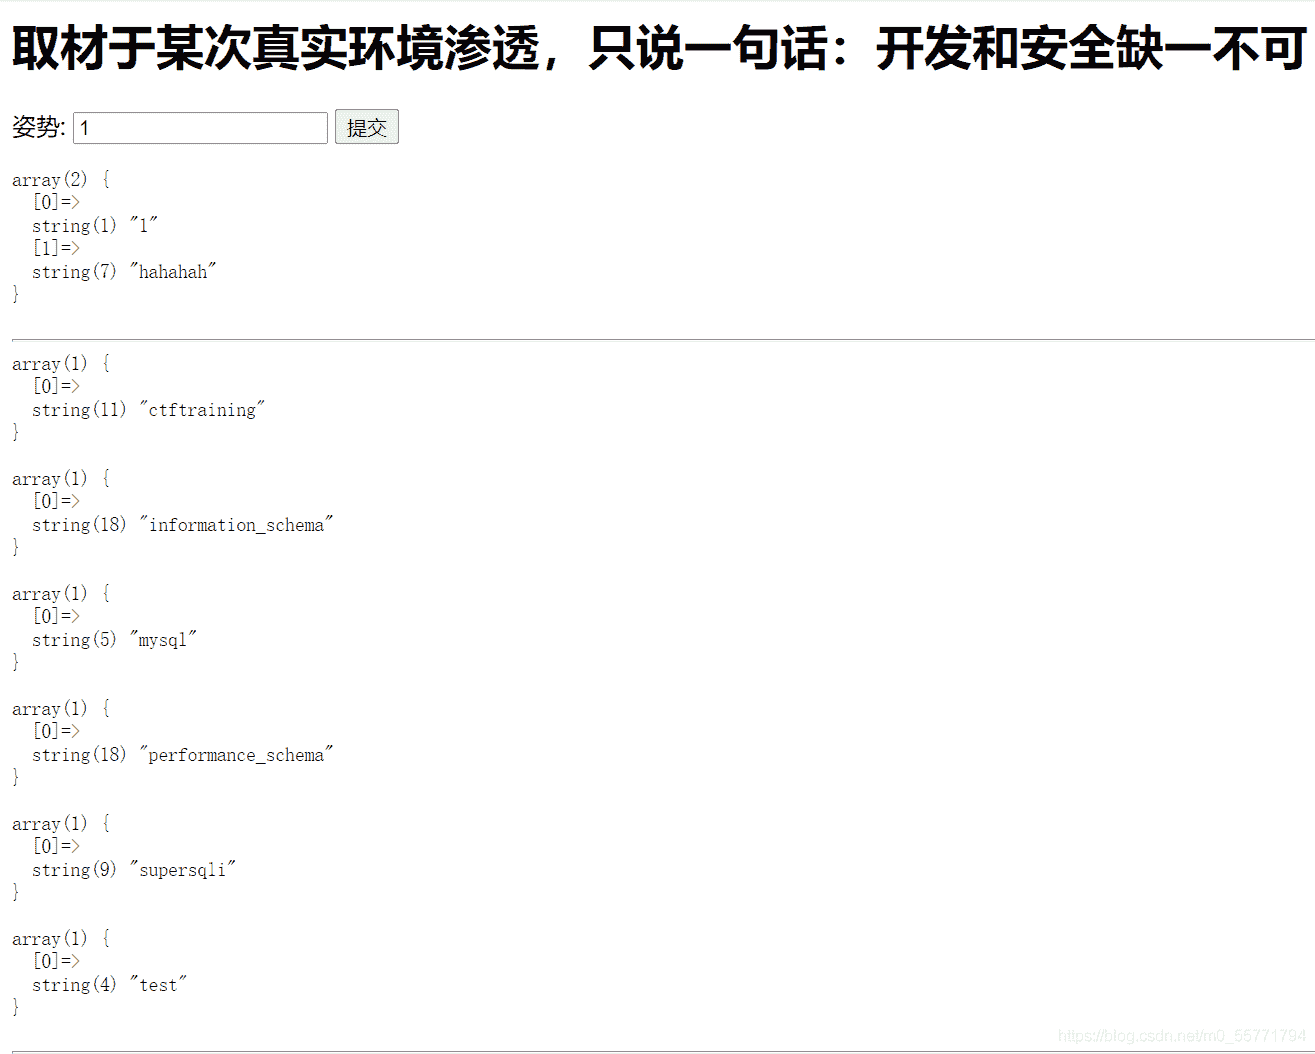 取材于某次真实环境渗透，只说一句话：开发和安全缺一不可
姿势: 1 提交
array(2) {
  [0]=>
  string(1) "1"
  [1]=>
  string(7) "hahahah"
}
array(1) {
  [0]=>
  string(11) "ctftraining"
}
array(1) {
  [0]=>
  string(18) "information_schema"
}
array(1) {
  [0]=>
  string(5) "mysql"
}
array(1) {
  [0]=>
  string(18) "performance_schema"
}
array(1) {
  [0]=>
  string(9) "supersqli"
}
array(1) {
  [0]=>
  string(4) "test"
}
https://blog.csdn.net/m0_55771794